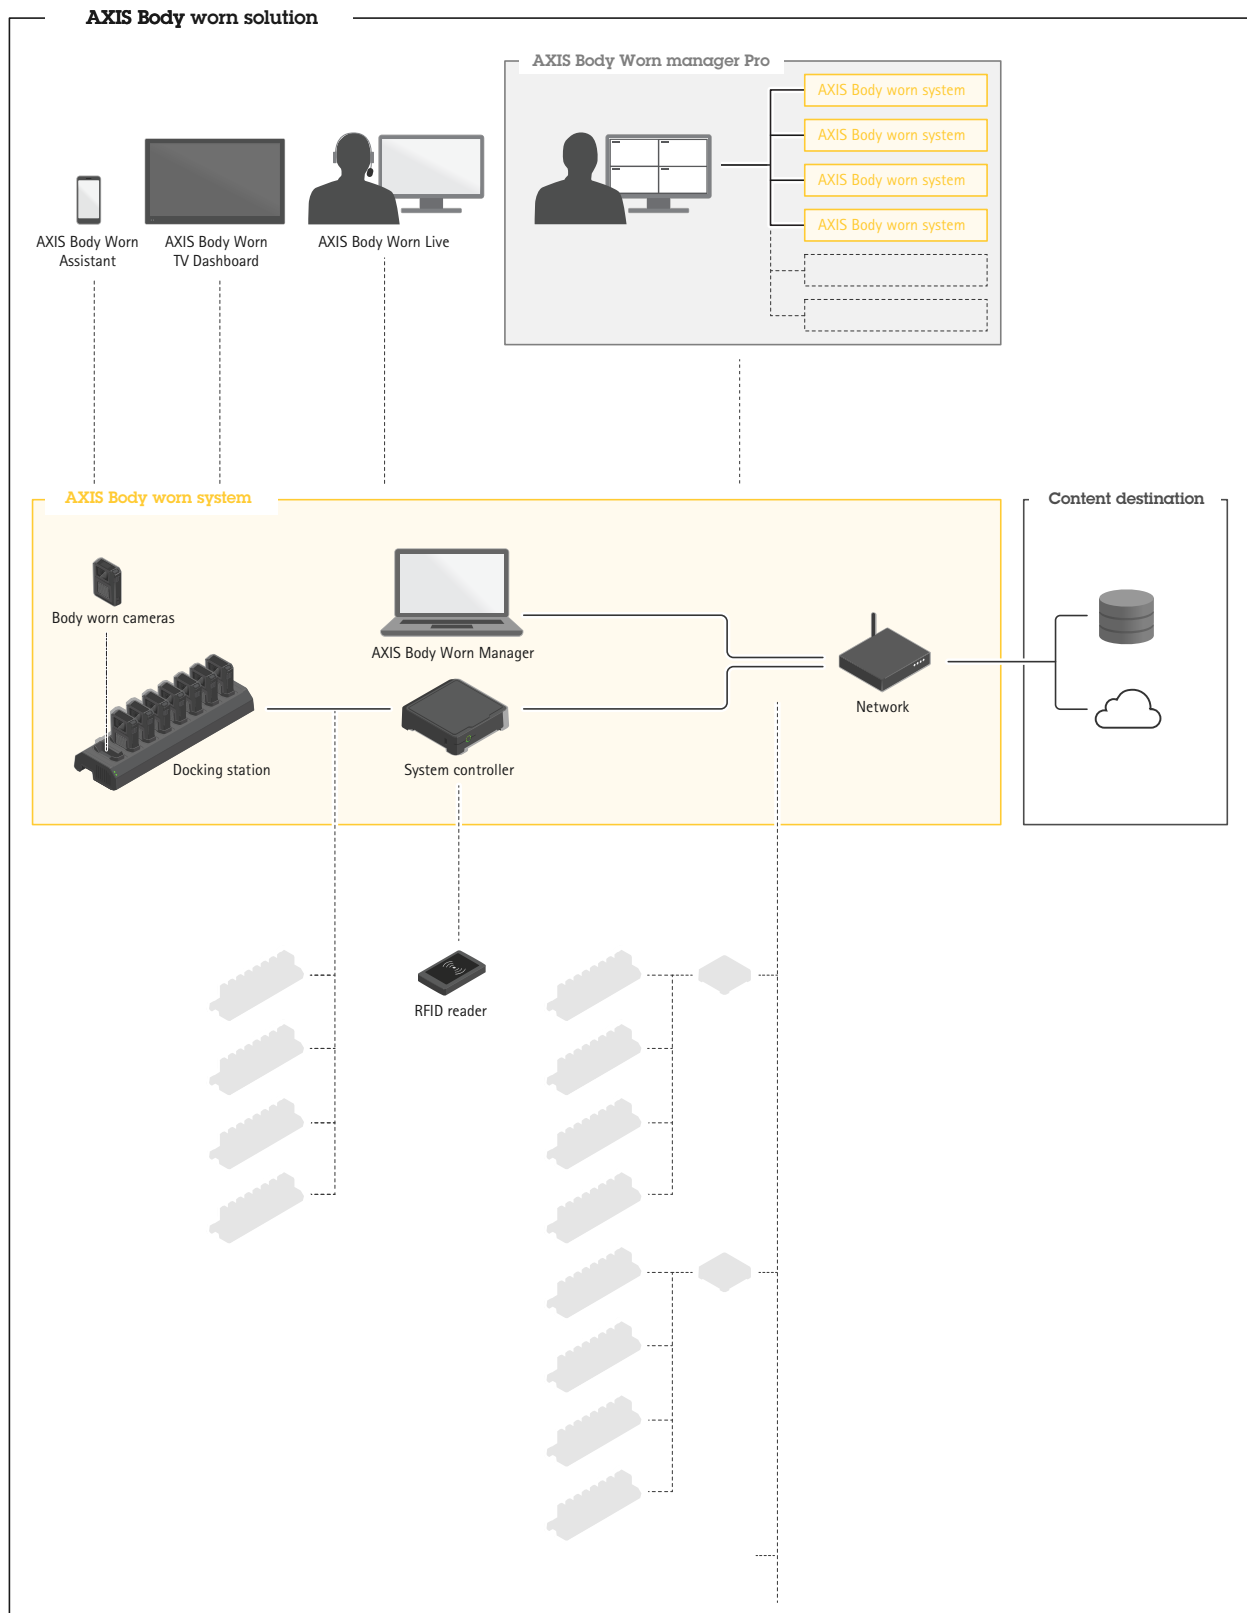 AXIS Body worn solution
AXIS Body Worn manager Pro
AXIS Body worn system
AXIS Body worn system
AXIS Body worn system
AXIS Body worn system
AXIS Body Worn
Assistant
AXIS Body Worn
TV Dashboard
AXIS Body Worn Live
AXIS Body worn system
Content destination
Body worn cameras
AXIS Body Worn Manager
Network
Docking station
System controller
RFID reader